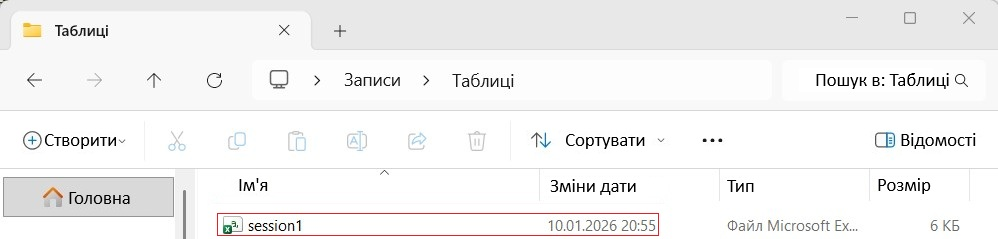 Таблиці
Записи Таблиці Пошук в: Таблиці
Створити Сортувати Відомості
Головна Ім'я Зміни дати Тип Розмір
session1 10.01.2026 20:55 Файл Microsoft Ex... 6 КБ